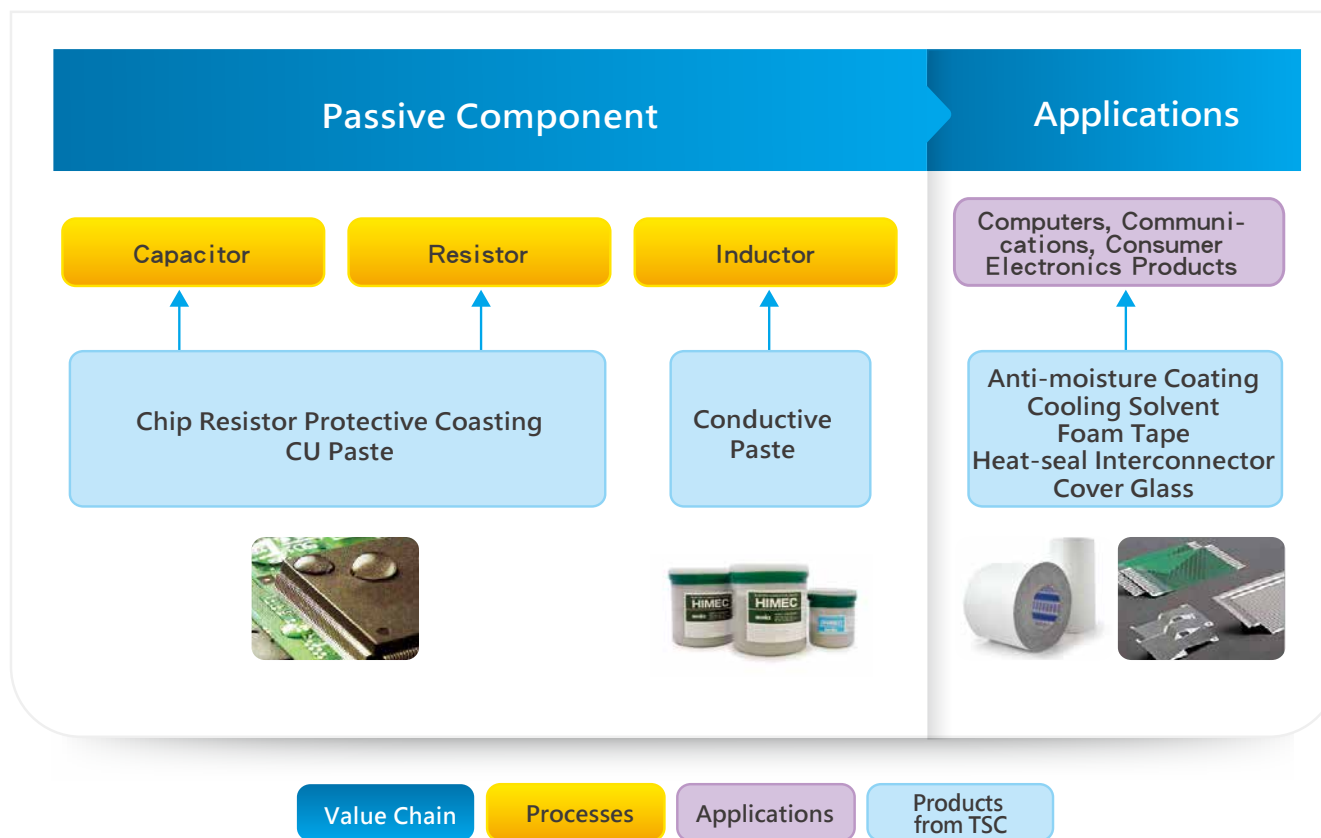 Passive Component
Applications
Capacitor
Resistor
Inductor
Computers, Communi-
cations, Consumer
Electronics Products
Chip Resistor Protective Coasting
CU Paste
Conductive
Paste
Anti-moisture Coating
Cooling Solvent
Foam Tape
Heat-seal Interconnector
Cover Glass
HIMEC
HIMEC
Value Chain
Processes
Applications
Products
from TSC